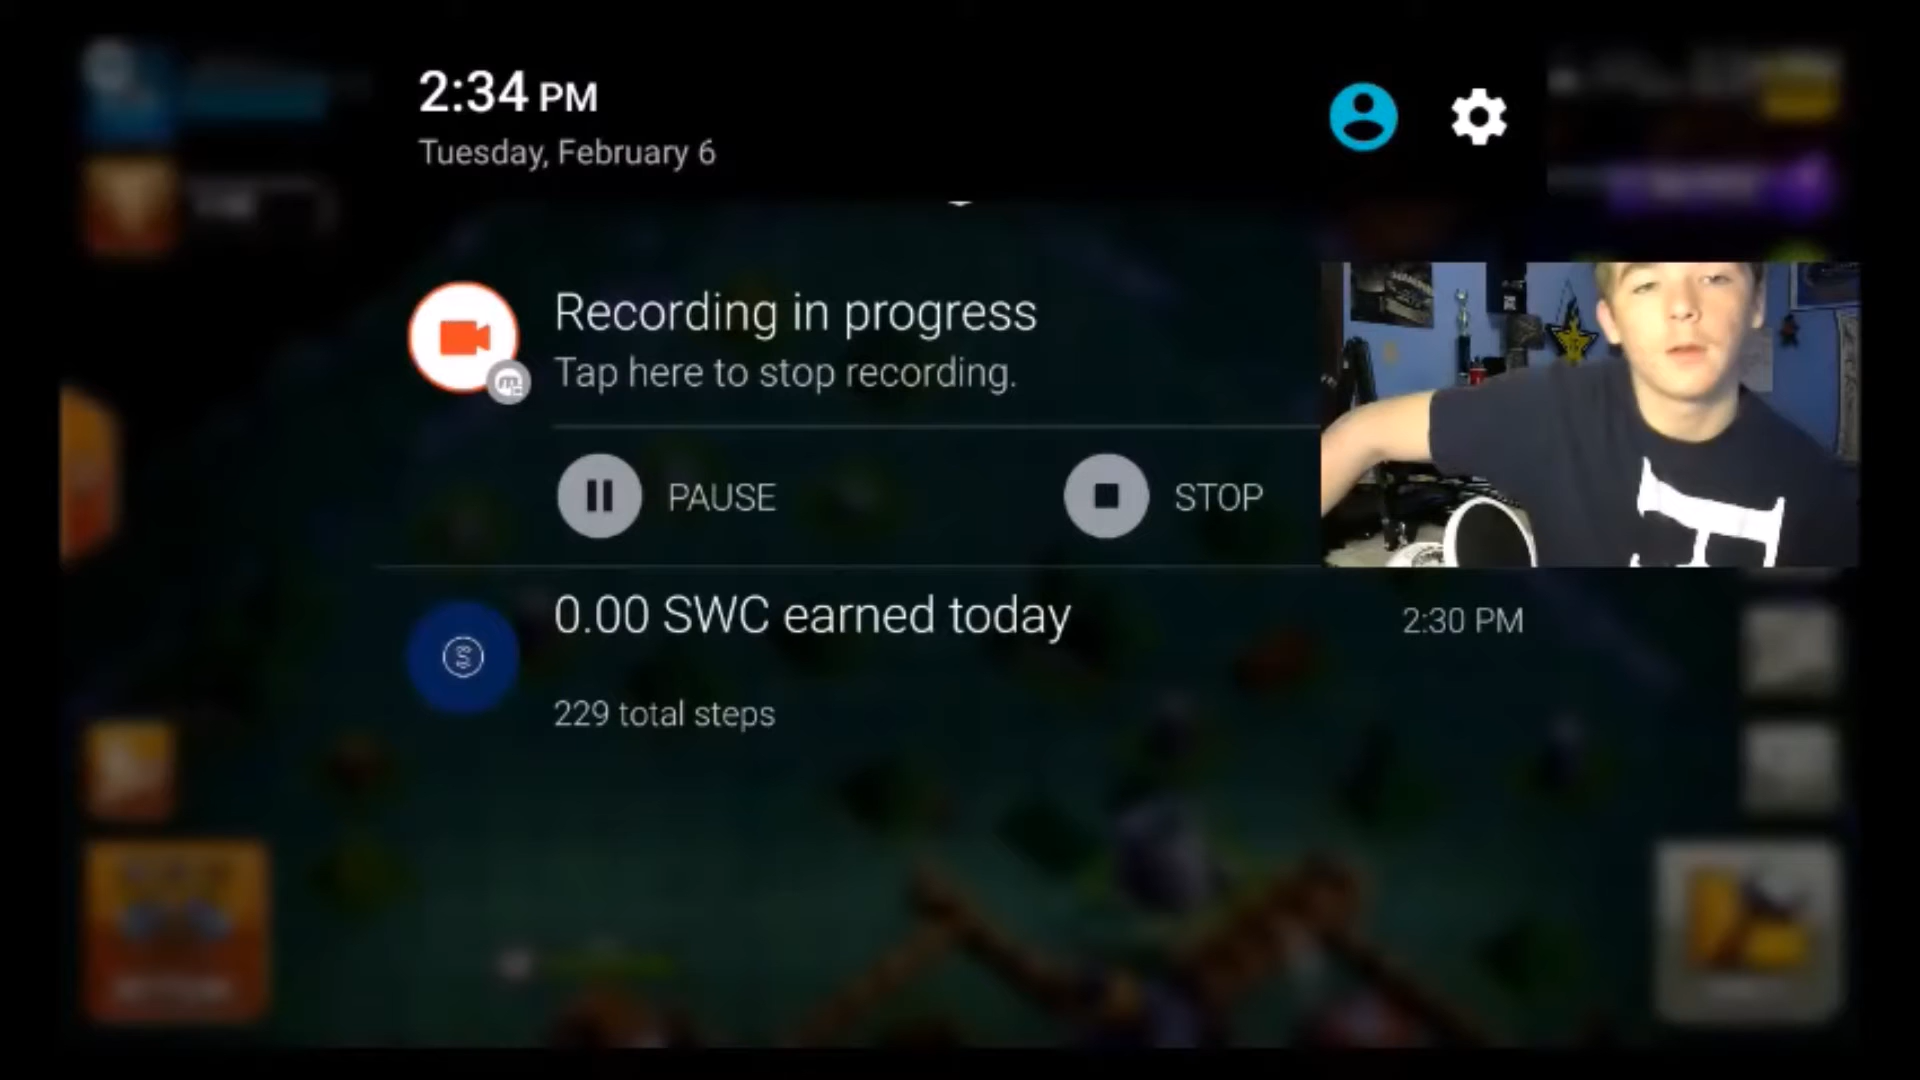 2:34 PM
Tuesday, February 6
Recording in progress
Tap here to stop recording.
PAUSE
STOP
0.00 SWC earned today
2:30 PM
229 total steps